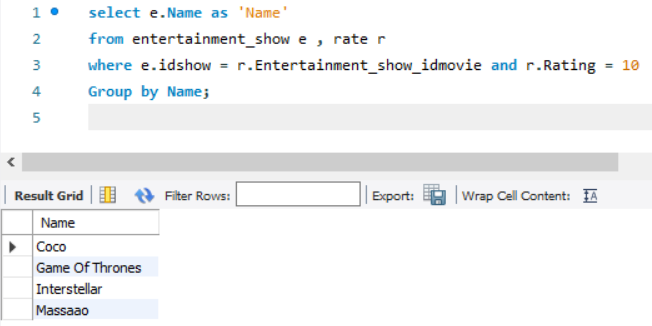 1 select e.Name as 'Name'
2 from entertainment_show e , rate r
3 where e.idshow = r.Entertainment_show_idmovie and r.Rating = 10
4 Group by Name;
5
Result Grid Filter Rows: Export: Wrap Cell Content: IA
Name
Coco
Game Of Thrones
Interstellar
Massaao